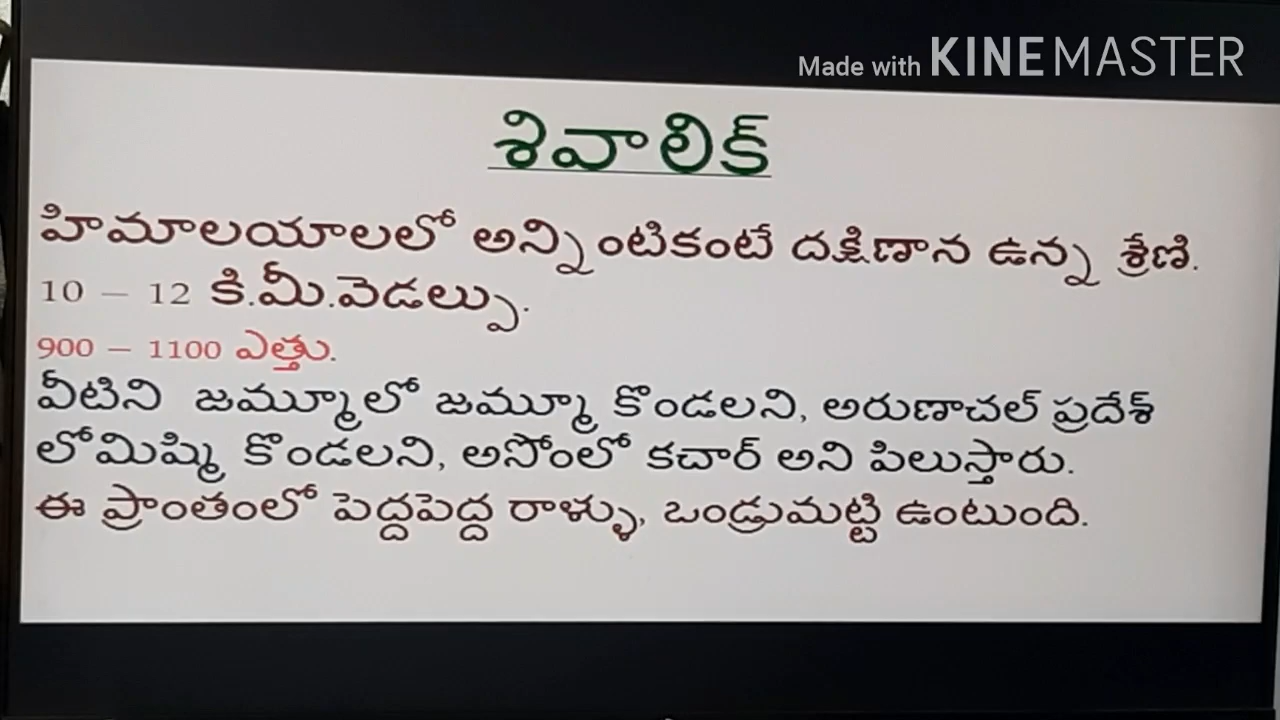 Made with KINEMASTER
శివాలిక్
హిమాలయాలలో అన్నింటికంటే దక్షిణాన ఉన్న శ్రేణి.
10 – 12 కి.మీ.వెడల్పు.
900 – 1100 ఎత్తు.
వీటిని జమ్మూలో జమ్మూ కొండలని, అరుణాచల్ ప్రదేశ్
లోమిష్మి కొండలని, అసోంలో కచార్ అని పిలుస్తారు.
ఈ ప్రాంతంలో పెద్దపెద్ద రాళ్ళు, ఒండ్రుమట్టి ఉంటుంది.